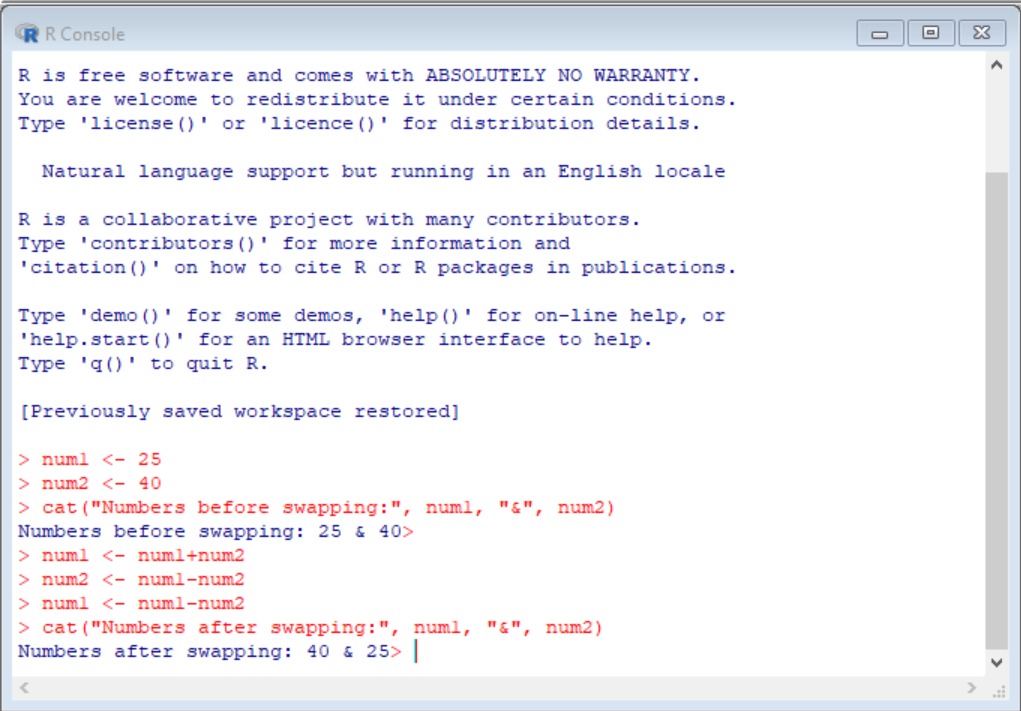 R Console
R is free software and comes with ABSOLUTELY NO WARRANTY.
You are welcome to redistribute it under certain conditions.
Type 'license()' or 'licence()' for distribution details.
Natural language support but running in an English locale
R is a collaborative project with many contributors.
Type 'contributors()' for more information and
'citation()' on how to cite R or R packages in publications.
Type 'demo()' for some demos, 'help()' for on-line help, or
'help.start()' for an HTML browser interface to help.
Type 'q()' to quit R.
[Previously saved workspace restored]
> num1 <- 25
> num2 <- 40
> cat("Numbers before swapping:", num1, "&", num2)
Numbers before swapping: 25 & 40>
> num1 <- num1+num2
> num2 <- num1-num2
> num1 <- num1-num2
> cat("Numbers after swapping:", num1, "&", num2)
Numbers after swapping: 40 & 25>